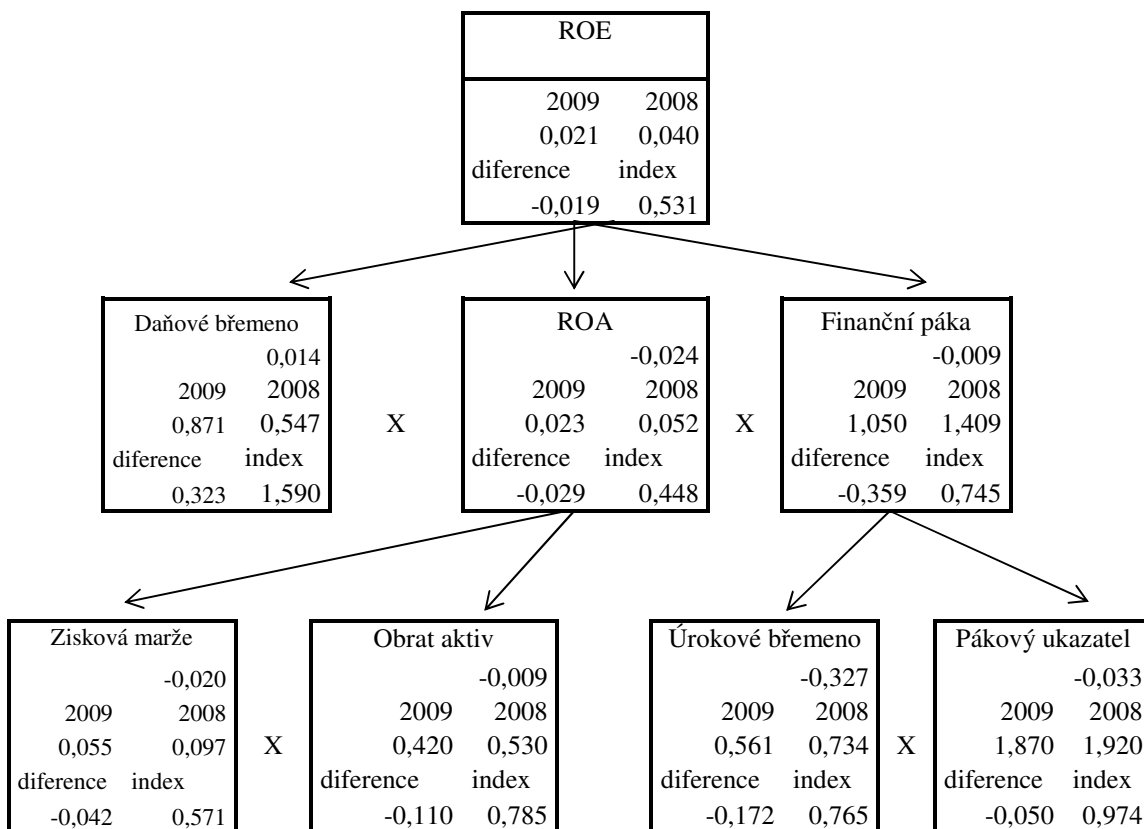 ROE
2009 2008
0,021 0,040
diference index
-0,019 0,531
Daňové břemeno
0,014
2009 2008
0,871 0,547
diference index
0,323 1,590
X
ROA
-0,024
2009 2008
0,023 0,052
diference index
-0,029 0,448
X
Finanční páka
-0,009
2009 2008
1,050 1,409
diference index
-0,359 0,745
Zisková marže
-0,020
2009 2008
0,055 0,097
diference index
-0,042 0,571
X
Obrat aktiv
-0,009
2009 2008
0,420 0,530
diference index
-0,110 0,785
Úrokové břemeno
-0,327
2009 2008
0,561 0,734
diference index
-0,172 0,765
X
Pákový ukazatel
-0,033
2009 2008
1,870 1,920
diference index
-0,050 0,974